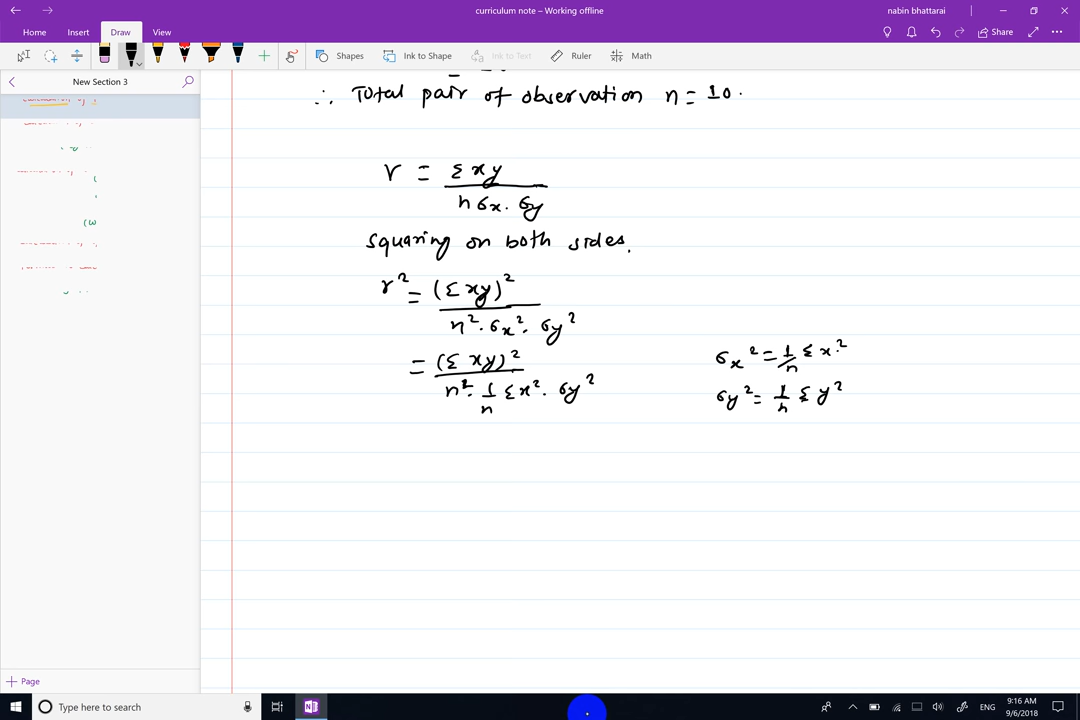 curriculum note – Working offline
nabin bhattarai
Home Insert Draw View
Share
Shapes
Ink to Shape
Ink to Text
Ruler
Math
New Section 3
∴ Total pair of observation n = 10.
r = Σxy / nσx.σy
squaring on both sides.
r² = (Σxy)² / n².σx².σy²
= (Σxy)² / n².1/n Σx².σy²
σx² = 1/n Σx²
σy² = 1/n Σy²
+ Page
Type here to search
ENG
9:16 AM
9/6/2018